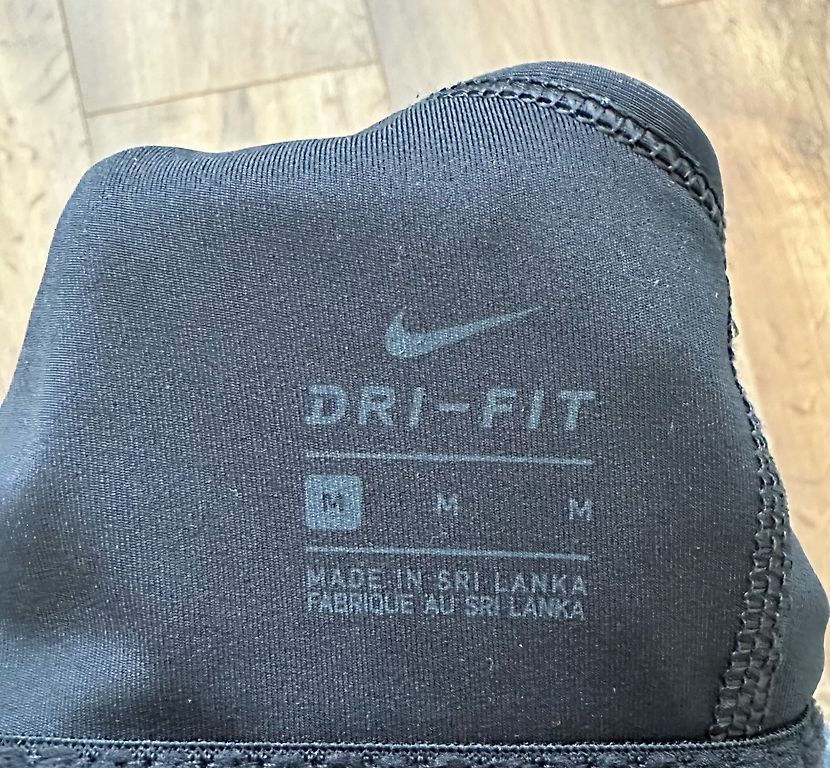 DRI-FIT
M M M
MADE IN SRI LANKA
FABRIQUE AU SRI LANKA